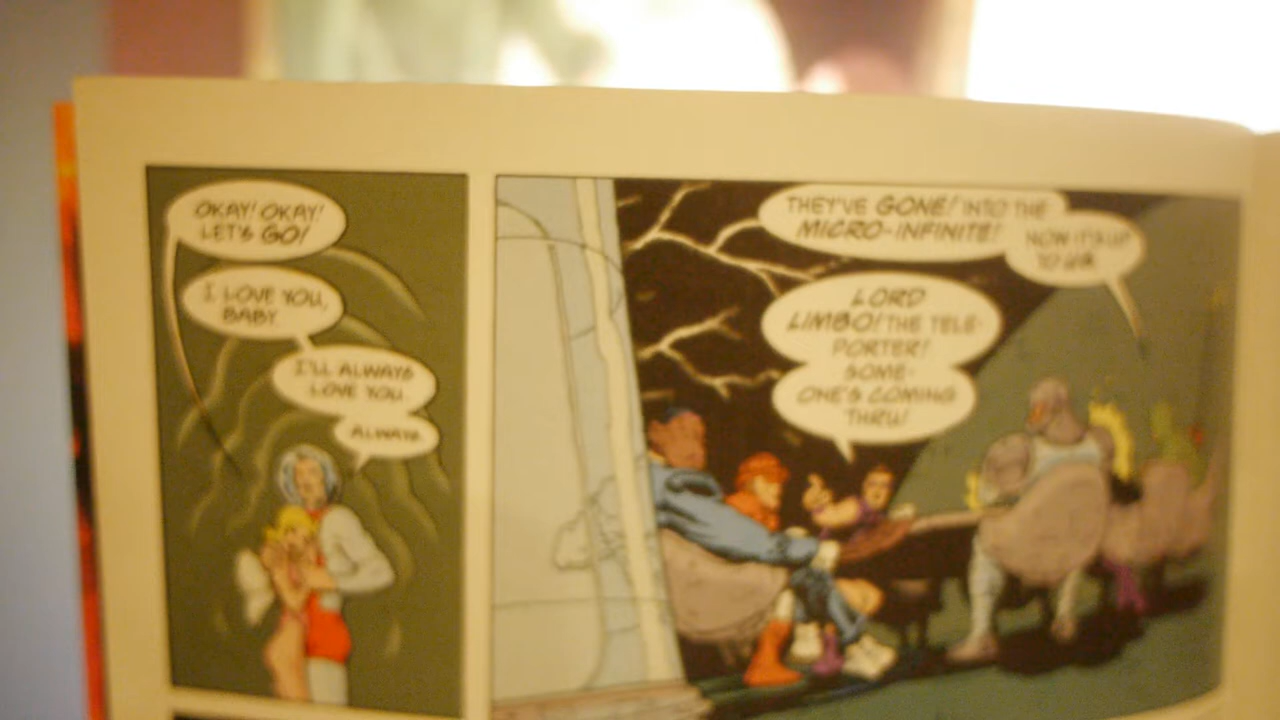 OKAY! OKAY!
LET'S GO!
I LOVE YOU,
BABY.
I'LL ALWAYS
LOVE YOU.
ALWAYS.
THEY'VE GONE! INTO THE
MICRO-INFINITE!
NOW IT'S UP
TO
LORD
LIMBO! THE TELE-
PORTER!
SOME-
ONE'S COMING
THRU!